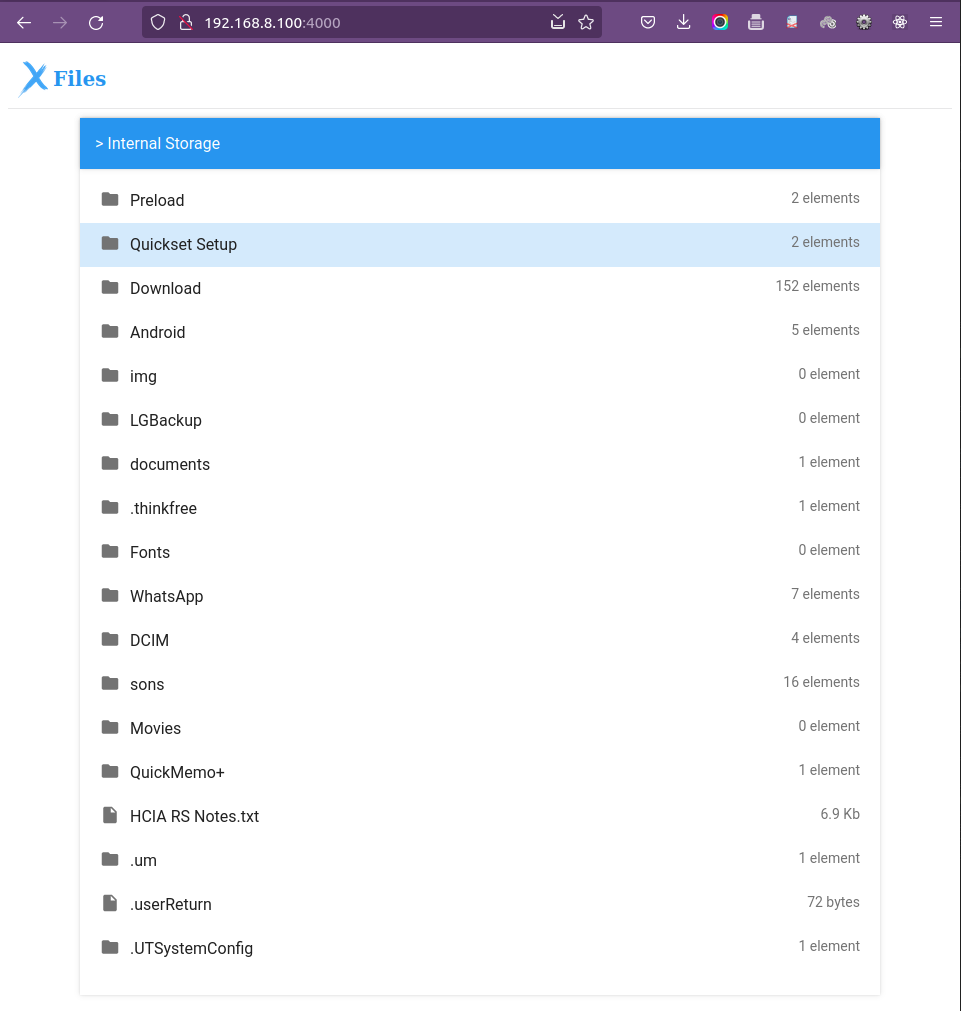 192.168.8.100:4000
X Files
> Internal Storage
Preload 2 elements
Quickset Setup 2 elements
Download 152 elements
Android 5 elements
img 0 element
LGBackup 0 element
documents 1 element
.thinkfree 1 element
Fonts 0 element
WhatsApp 7 elements
DCIM 4 elements
sons 16 elements
Movies 0 element
QuickMemo+ 1 element
HCIA RS Notes.txt 6.9 Kb
.um 1 element
.userReturn 72 bytes
.UTSystemConfig 1 element